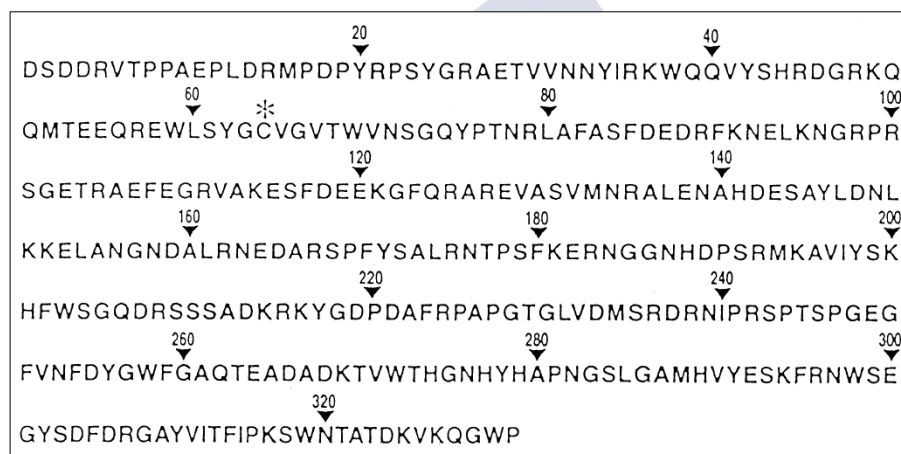 20 40
DSDDRVTPPAEPLDRMPDPYRPSYGRAETVVNNYIRKWQQVYSHRDGRKQ
60 * 80 100
QMTEEQREWLSYGCVGVTWVNSGQYPTNRLAFASFDEDRFKNELKNGRPR
120 140
SGETRAEFEGRVAKESFDEEKGFQRAREVASVMNRALENAHDESAYLDNL
160 180 200
KKELANGNDALRNEDARSPFYSALRNTPSFKERNGGNHDPSRMKAVIYSK
220 240
HFWSGQDRSSSADKRKYGDPDAFRPAPGTGLVDMSRDRNIPRSPTSPGEG
260 280 300
FVNFDYGWFGAQTEADADKTVWTHGNHYHAPNGSLGAMHVYESKFRNWSE
320
GYSDFDRGAYVITFIPKSWNTATDKVKQGWP